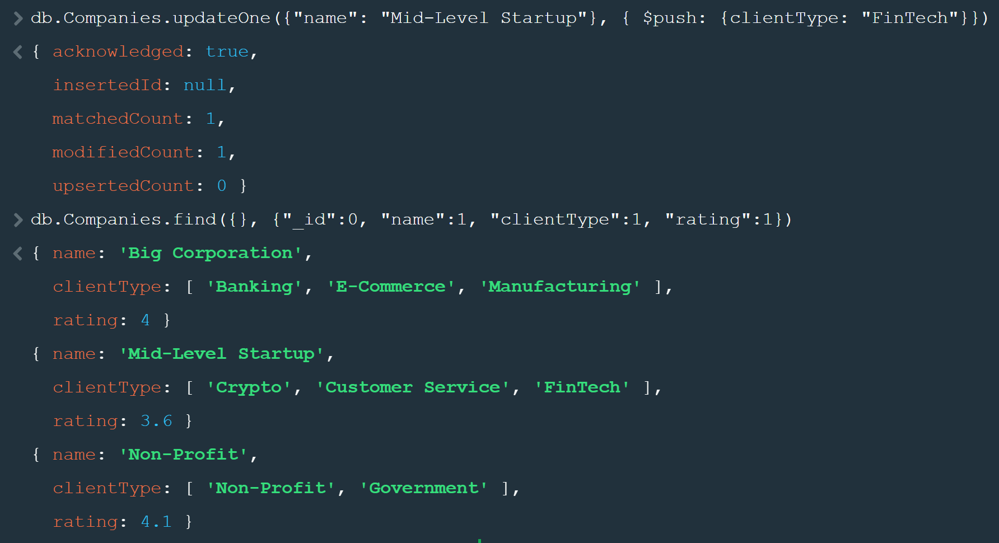 db.Companies.updateOne({"name": "Mid-Level Startup"}, { $push: {clientType: "FinTech"}})
{ acknowledged: true,
insertedId: null,
matchedCount: 1,
modifiedCount: 1,
upsertedCount: 0 }
db.Companies.find({}, {"_id":0, "name":1, "clientType":1, "rating":1})
{ name: 'Big Corporation',
clientType: [ 'Banking', 'E-Commerce', 'Manufacturing' ],
rating: 4 }
{ name: 'Mid-Level Startup',
clientType: [ 'Crypto', 'Customer Service', 'FinTech' ],
rating: 3.6 }
{ name: 'Non-Profit',
clientType: [ 'Non-Profit', 'Government' ],
rating: 4.1 }